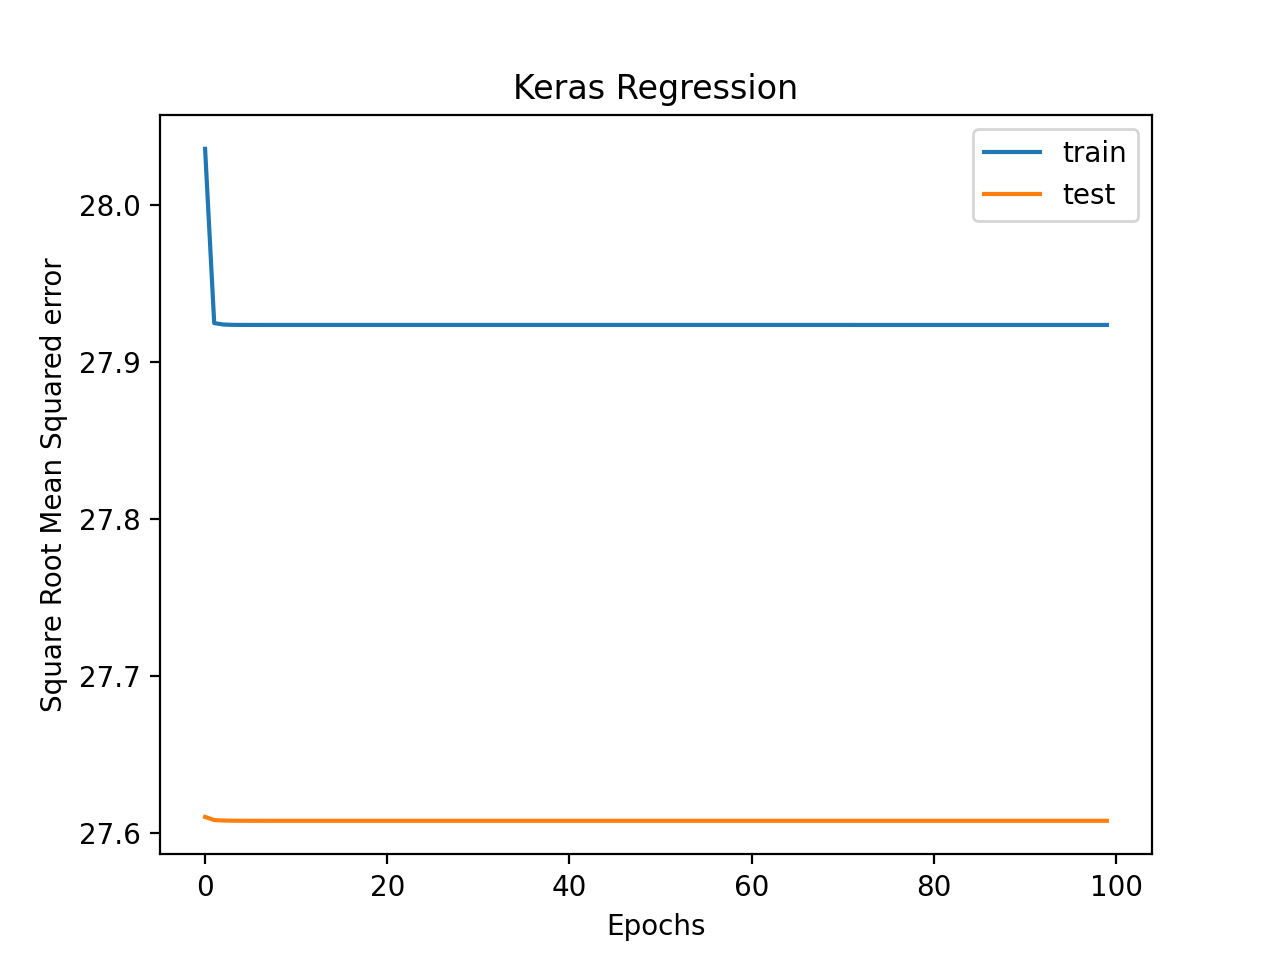 Keras Regression
train
test
Square Root Mean Squared error
28.0
27.9
27.8
27.7
27.6
0 20 40 60 80 100
Epochs